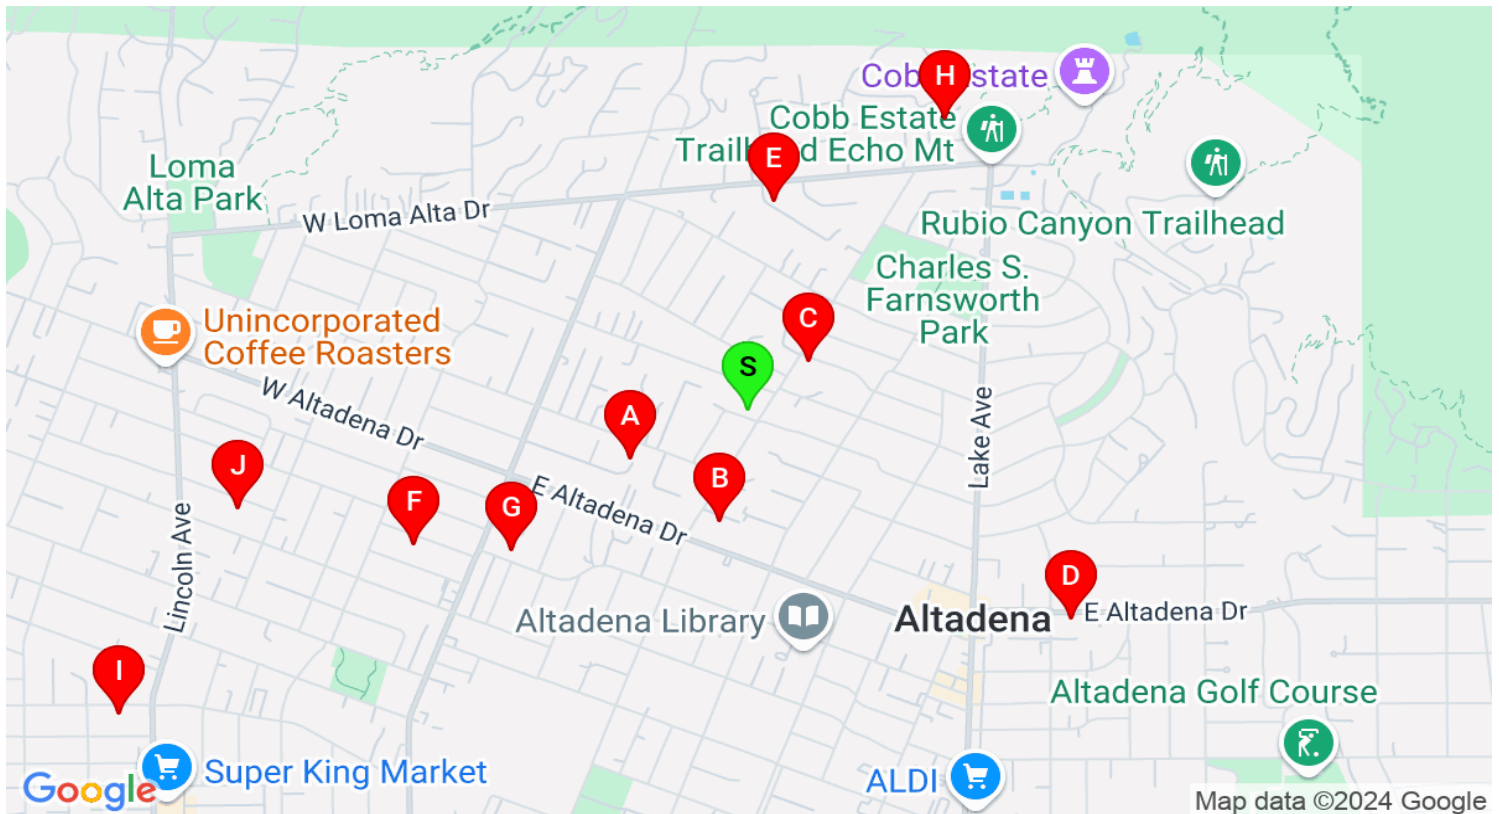 H
Cobb Estate
Cobb Estate
Trailhead Echo Mt
E
Loma
Alta Park
W Loma Alta Dr
Rubio Canyon Trailhead
Charles S.
Farnsworth
Park
C
Unincorporated
Coffee Roasters
S
W Altadena Dr
A
Lake Ave
J
B
F
G
E Altadena Dr
Lincoln Ave
D
Altadena Library
Altadena
E Altadena Dr
I
Altadena Golf Course
Super King Market
ALDI
Google
Map data ©2024 Google